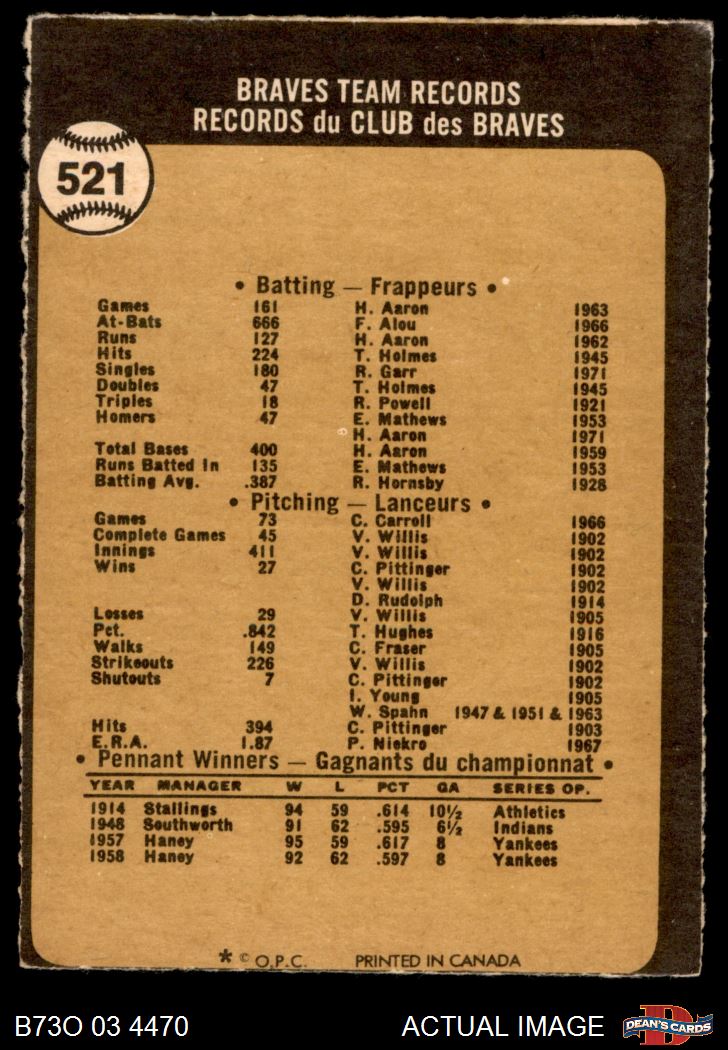 BRAVES TEAM RECORDS
RECORDS du CLUB des BRAVES
521
• Batting — Frappeurs •
Games 161 H. Aaron 1963
At-Bats 666 F. Alou 1966
Runs 127 H. Aaron 1962
Hits 224 T. Holmes 1945
Singles 180 R. Garr 1971
Doubles 47 T. Holmes 1945
Triples 18 R. Powell 1921
Homers 47 E. Mathews 1953
H. Aaron 1971
Total Bases 400 H. Aaron 1959
Runs Batted In 135 E. Mathews 1953
Batting Avg. .387 R. Hornsby 1928
• Pitching — Lanceurs •
Games 73 C. Carroll 1966
Complete Games 45 V. Willis 1902
Innings 411 V. Willis 1902
Wins 27 C. Pittinger 1902
V. Willis 1902
D. Rudolph 1914
Losses 29 V. Willis 1905
Pct. .842 T. Hughes 1916
Walks 149 C. Fraser 1905
Strikeouts 226 V. Willis 1902
Shutouts 7 C. Pittinger 1902
I. Young 1905
W. Spahn 1947 & 1951 & 1963
Hits 394 C. Pittinger 1903
E.R.A. 1.87 P. Niekro 1967
• Pennant Winners — Gagnants du championnat •
YEAR MANAGER W L PCT GA SERIES OP.
1914 Stallings 94 59 .614 10½ Athletics
1948 Southworth 91 62 .595 6½ Indians
1957 Haney 95 59 .617 8 Yankees
1958 Haney 92 62 .597 8 Yankees
* © O.P.C. PRINTED IN CANADA
B73O 03 4470 ACTUAL IMAGE D DEAN'S CARDS